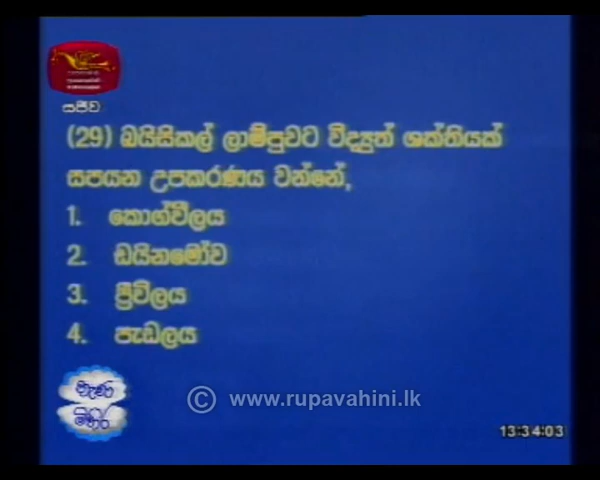 සජීව
(29) බයිසිකල් ලාම්පුවට විද්‍යුත් ශක්තියක්
සපයන උපකරණය වන්නේ,
1. කොග්වීලය
2. ඩයිනමෝව
3. ප්‍රීවිලය
4. පැඩලය
නැණ
මිහිර
© www.rupavahini.lk
13:34:03